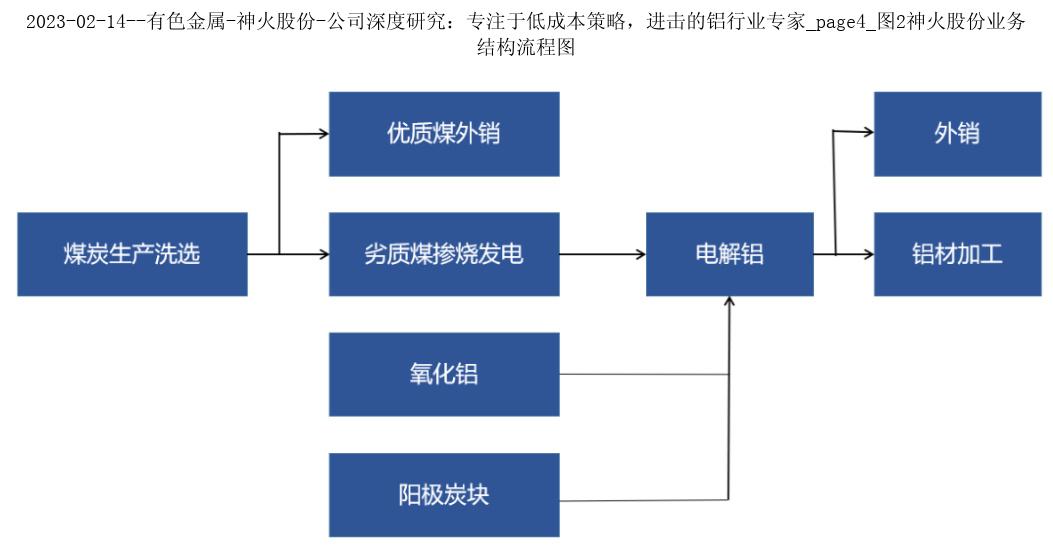 2023-02-14--有色金属-神火股份-公司深度研究：专注于低成本策略，进击的铝行业专家_page4_图2神火股份业务
结构流程图
优质煤外销
外销
煤炭生产洗选
劣质煤掺烧发电
电解铝
铝材加工
氧化铝
阳极炭块